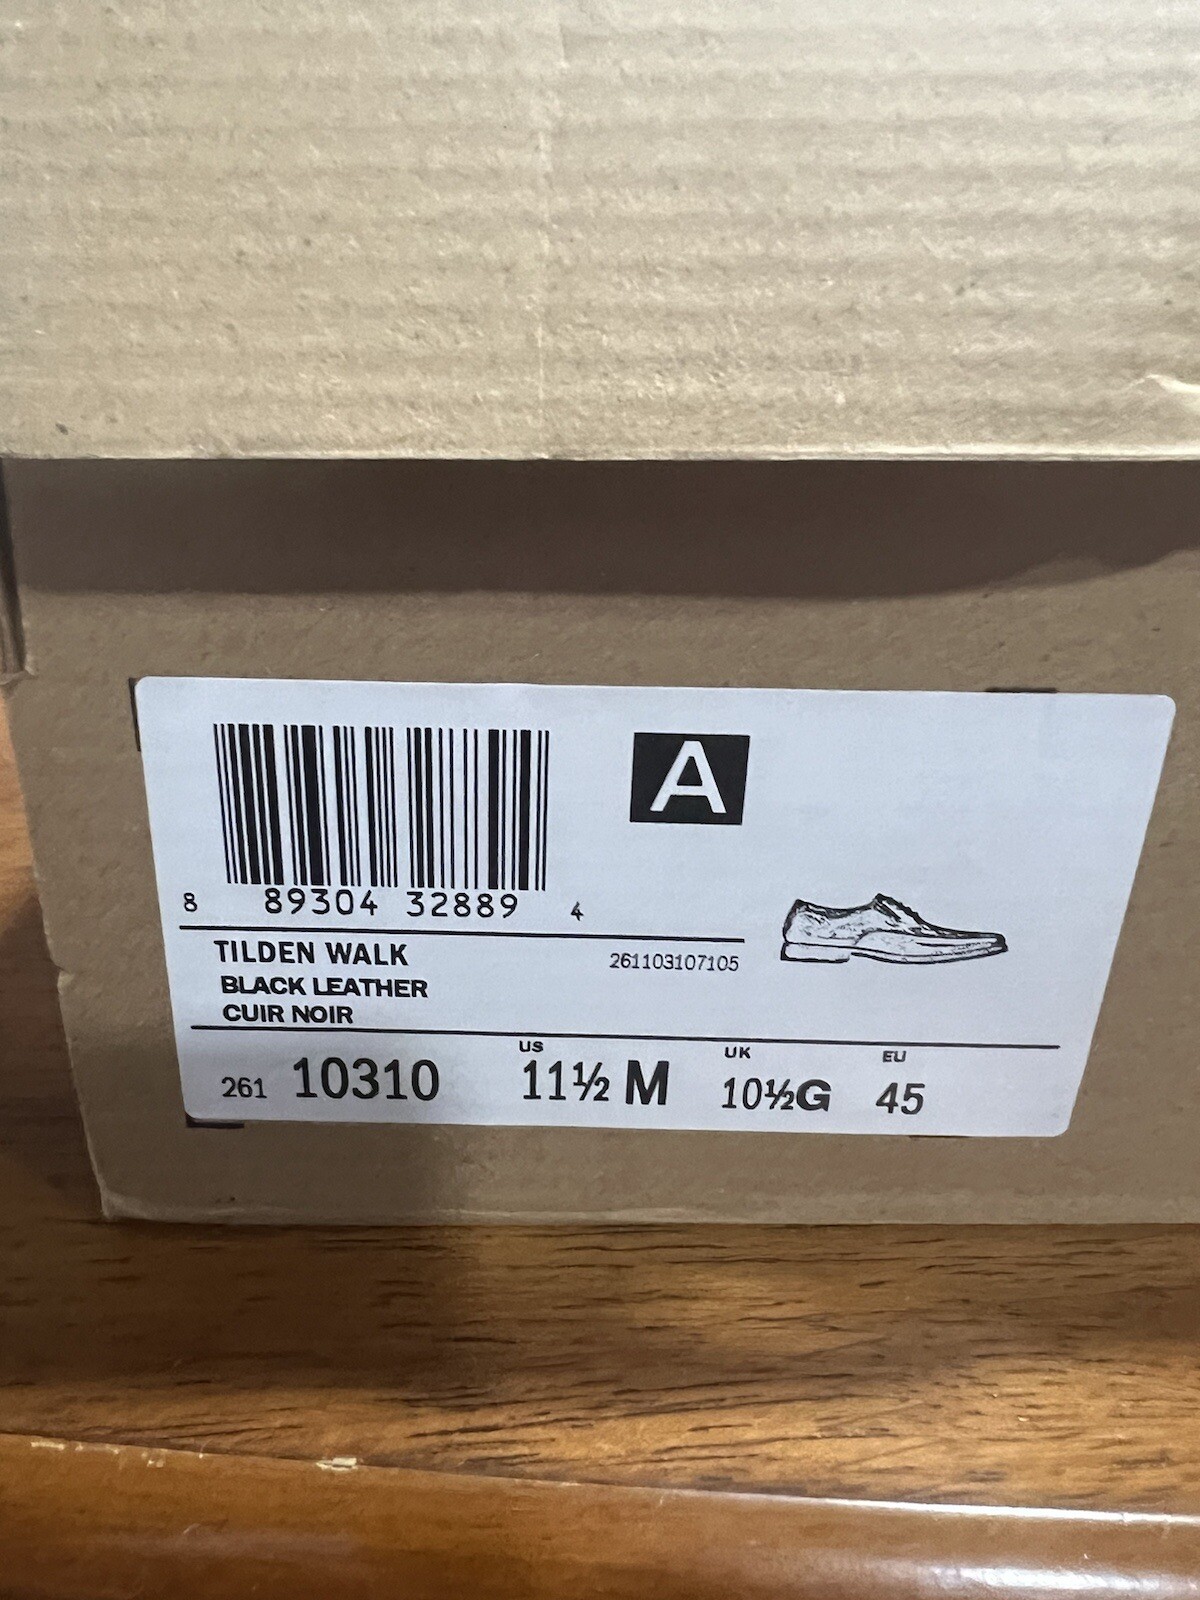 A
8 89304 32889 4
TILDEN WALK 261103107105
BLACK LEATHER
CUIR NOIR
US UK EU
261 10310 11½ M 10½G 45